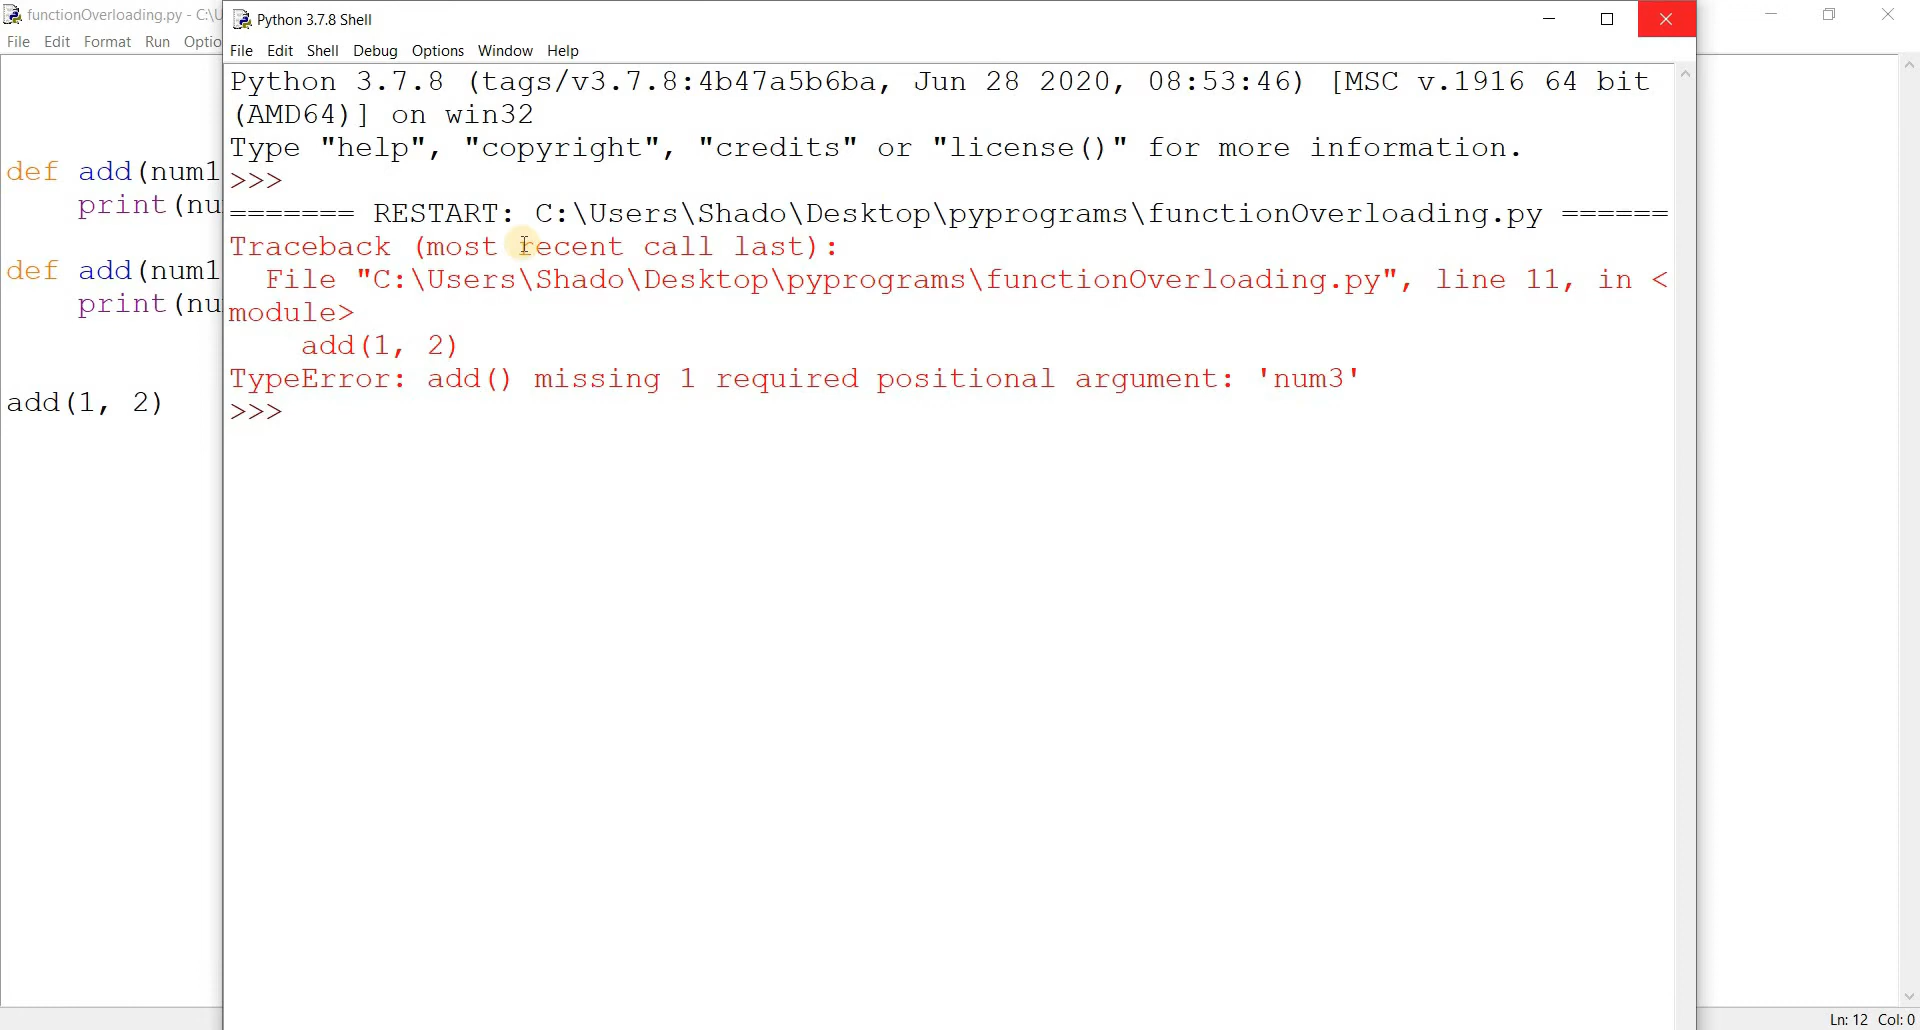 functionOverloading.py - C:\U
File Edit Format Run Optio
def add(num1
print(nu
def add(num1
print(nu
add(1, 2)
Python 3.7.8 Shell
File Edit Shell Debug Options Window Help
Python 3.7.8 (tags/v3.7.8:4b47a5b6ba, Jun 28 2020, 08:53:46) [MSC v.1916 64 bit
(AMD64)] on win32
Type "help", "copyright", "credits" or "license()" for more information.
>>>
======= RESTART: C:\Users\Shado\Desktop\pyprograms\functionOverloading.py ======
Traceback (most recent call last):
File "C:\Users\Shado\Desktop\pyprograms\functionOverloading.py", line 11, in <
module>
add(1, 2)
TypeError: add() missing 1 required positional argument: 'num3'
>>>
Ln: 12 Col: 0